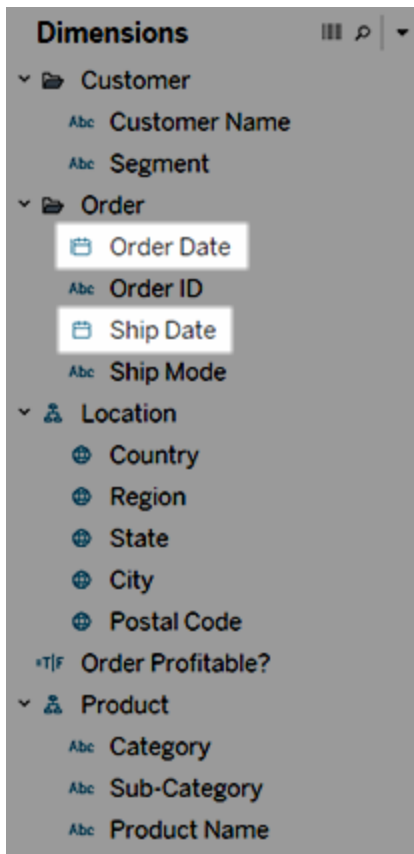 Dimensions
Customer
Abc Customer Name
Abc Segment
Order
Order Date
Abc Order ID
Ship Date
Abc Ship Mode
Location
Country
Region
State
City
Postal Code
=T|F Order Profitable?
Product
Abc Category
Abc Sub-Category
Abc Product Name